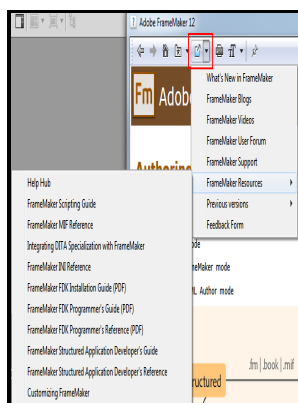 Adobe FrameMaker 12
Fm Adob
What's New in FrameMaker
FrameMaker Blogs
FrameMaker Videos
FrameMaker User Forum
FrameMaker Support
FrameMaker Resources
Previous versions
Feedback Form
Authoring
Help Hub
FrameMaker Scripting Guide
FrameMaker MIF Reference
Integrating DITA Specialization with FrameMaker
FrameMaker INI Reference
FrameMaker FDK Installation Guide (PDF)
FrameMaker FDK Programmer's Guide (PDF)
FrameMaker FDK Programmer's Reference (PDF)
FrameMaker Structured Application Developer's Guide
FrameMaker Structured Application Developer's Reference
Customizing FrameMaker
ode
neMaker mode
ML Author mode
.fm | .book | .mif
ructured